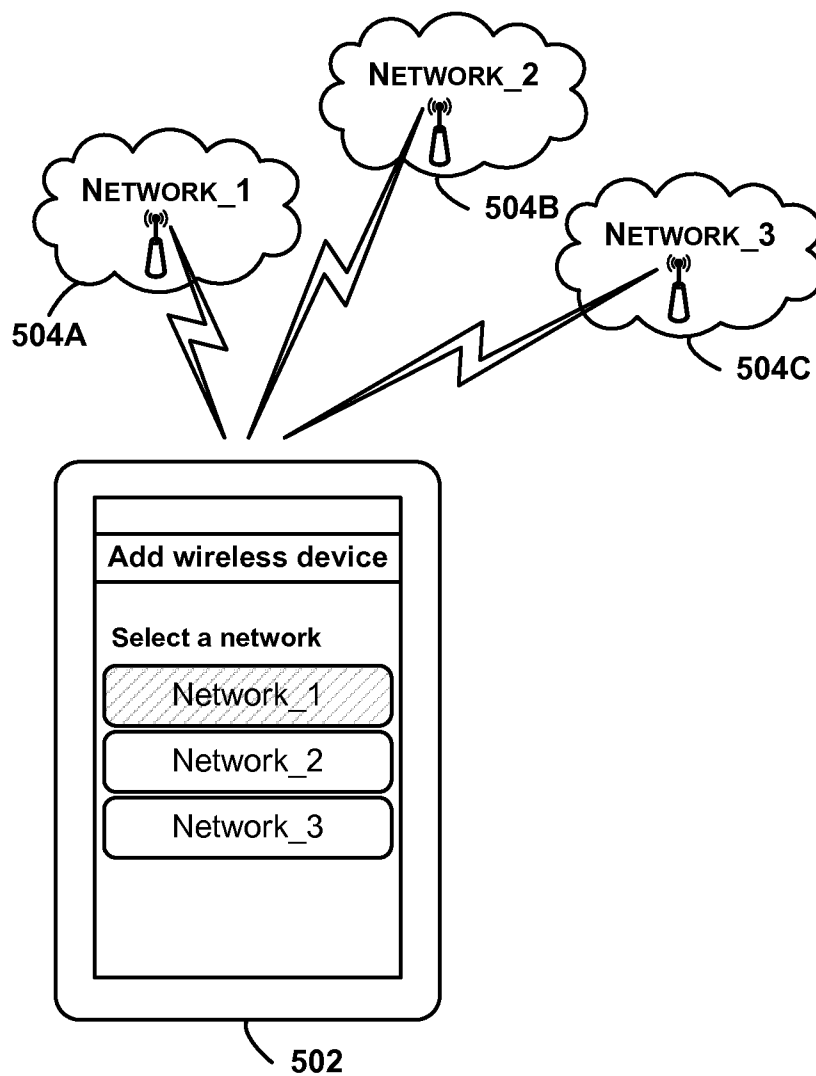 NETWORK_2
NETWORK_1
504B
NETWORK_3
504A
504C
Add wireless device
Select a network
Network_1
Network_2
Network_3
502